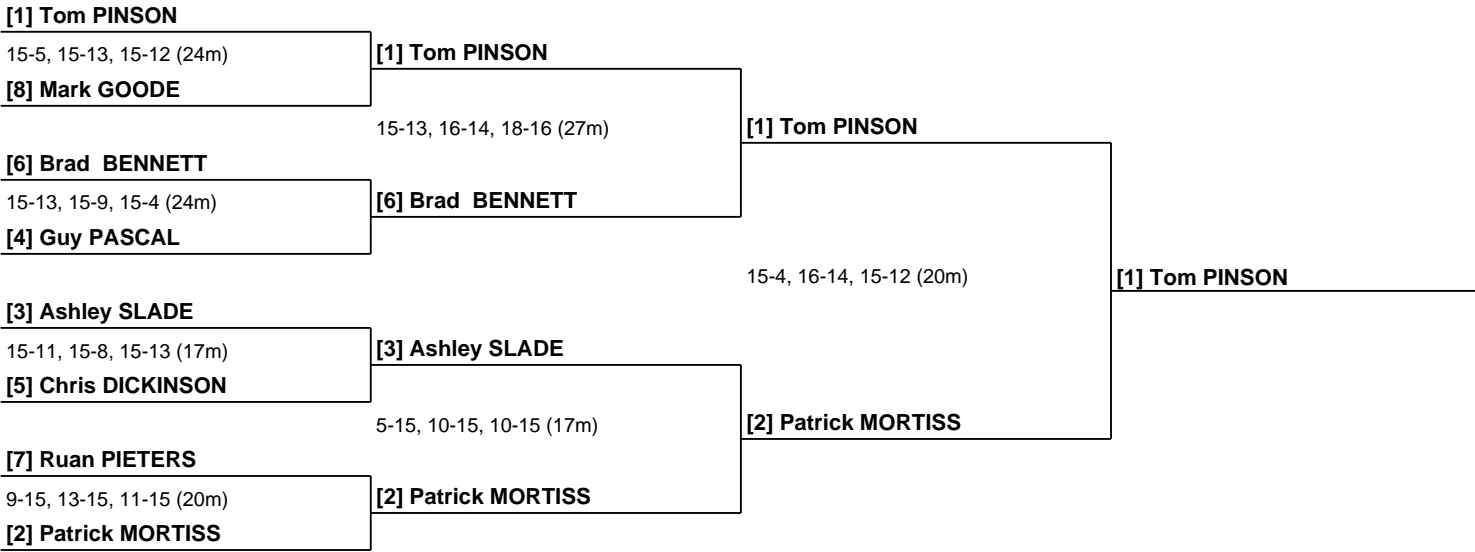 [1] Tom PINSON
15-5, 15-13, 15-12 (24m)
[8] Mark GOODE
[6] Brad  BENNETT
15-13, 15-9, 15-4 (24m)
[4] Guy PASCAL
[3] Ashley SLADE
15-11, 15-8, 15-13 (17m)
[5] Chris DICKINSON
[7] Ruan PIETERS
9-15, 13-15, 11-15 (20m)
[2] Patrick MORTISS
[1] Tom PINSON
15-13, 16-14, 18-16 (27m)
[6] Brad  BENNETT
[3] Ashley SLADE
5-15, 10-15, 10-15 (17m)
[2] Patrick MORTISS
[1] Tom PINSON
15-4, 16-14, 15-12 (20m)
[2] Patrick MORTISS
[1] Tom PINSON